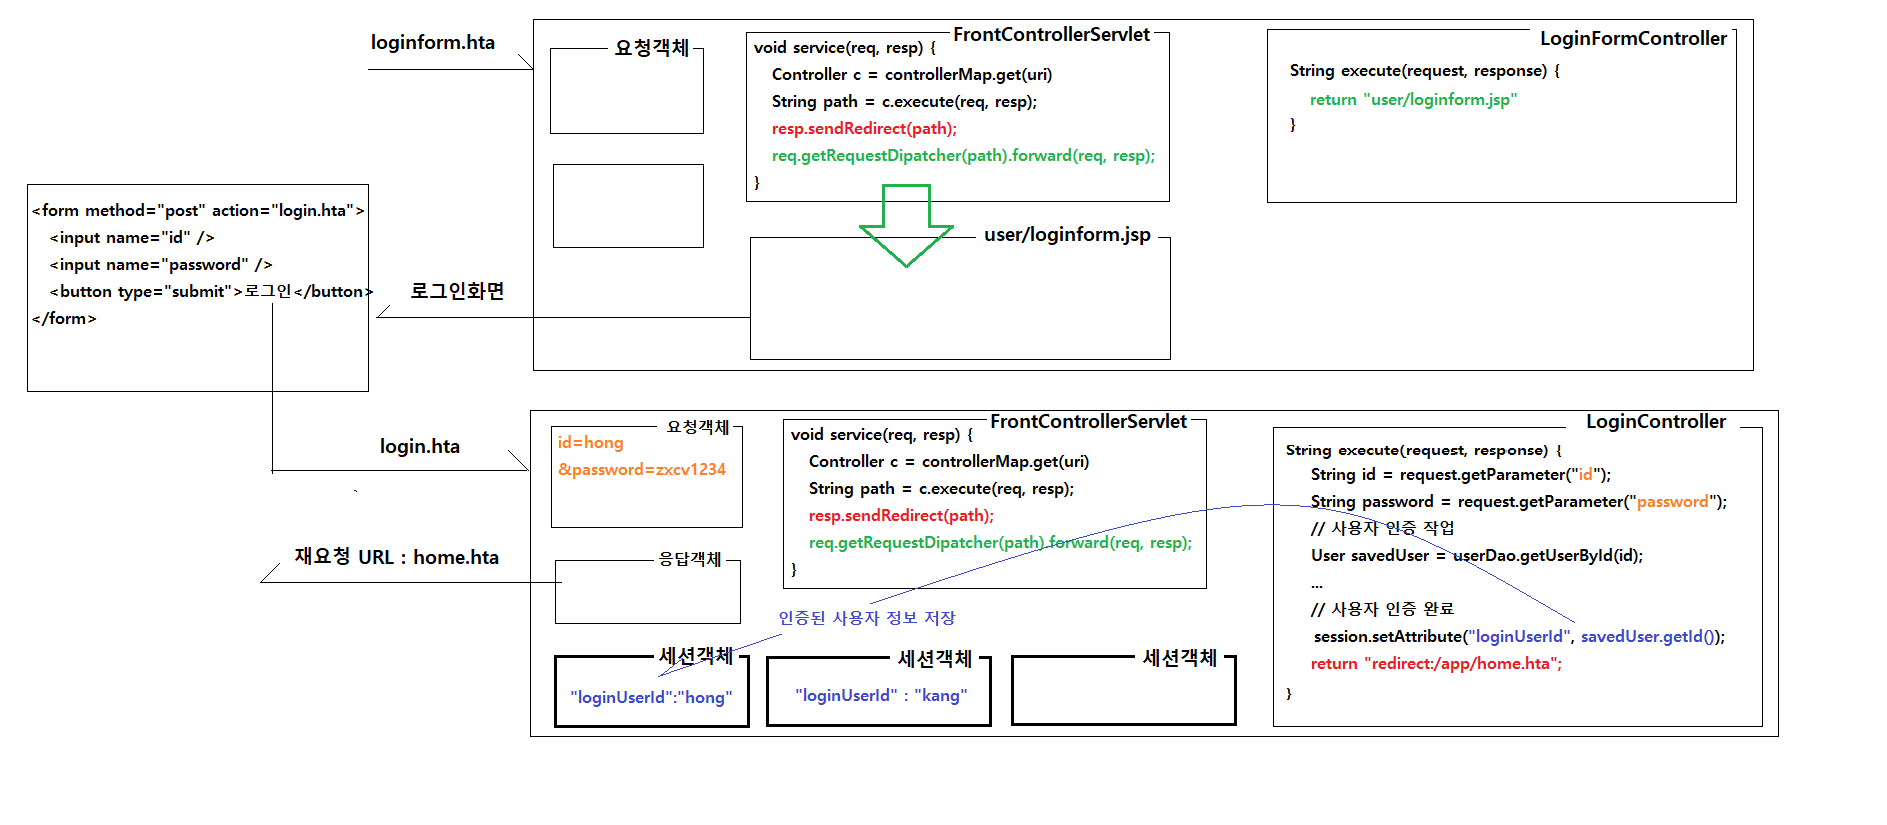 loginform.hta
요청객체
FrontControllerServlet
void service(req, resp) {
Controller c = controllerMap.get(uri)
String path = c.execute(req, resp);
resp.sendRedirect(path);
req.getRequestDipatcher(path).forward(req, resp);
}
LoginFormController
String execute(request, response) {
return "user/loginform.jsp"
}
<form method="post" action="login.hta">
<input name="id" />
<input name="password" />
<button type="submit">로그인</button>
</form>
로그인화면
user/loginform.jsp
login.hta
요청객체
id=hong
&password=zxcv1234
FrontControllerServlet
void service(req, resp) {
Controller c = controllerMap.get(uri)
String path = c.execute(req, resp);
resp.sendRedirect(path);
req.getRequestDipatcher(path).forward(req, resp);
}
LoginController
String execute(request, response) {
String id = request.getParameter("id");
String password = request.getParameter("password");
// 사용자 인증 작업
User savedUser = userDao.getUserById(id);
...
// 사용자 인증 완료
session.setAttribute("loginUserId", savedUser.getId());
return "redirect:/app/home.hta";
}
재요청 URL : home.hta
응답객체
인증된 사용자 정보 저장
세션객체
"loginUserId":"hong"
세션객체
"loginUserId" : "kang"
세션객체